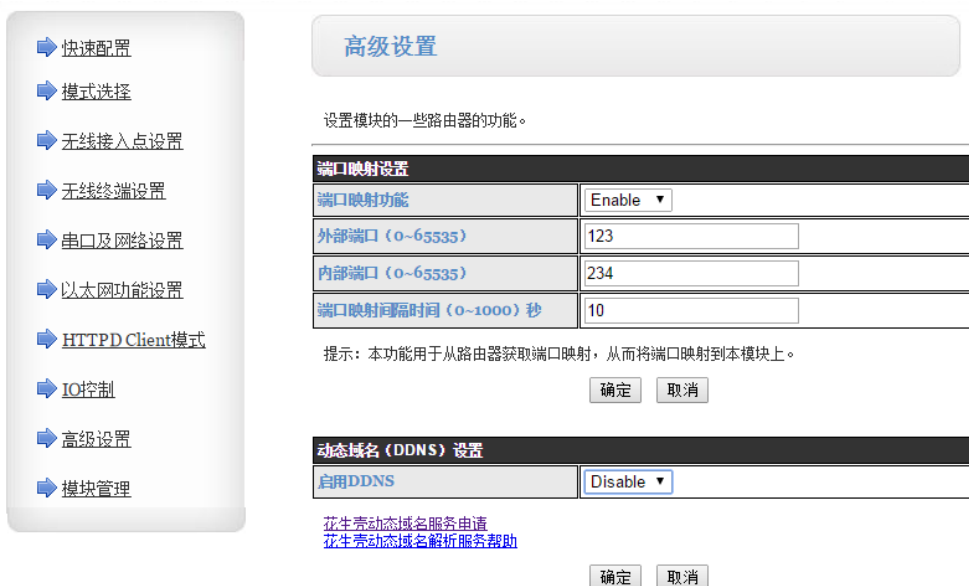 快速配置
模式选择
无线接入点设置
无线终端设置
串口及网络设置
以太网功能设置
HTTPD Client模式
IO控制
高级设置
模块管理
高级设置
设置模块的一些路由器的功能。
端口映射设置
端口映射功能 Enable
外部端口（0~65535） 123
内部端口（0~65535） 234
端口映射间隔时间（0~1000）秒 10
提示：本功能用于从路由器获取端口映射，从而将端口映射到本模块上。
确定 取消
动态域名（DDNS）设置
启用DDNS Disable
花生壳动态域名服务申请
花生壳动态域名解析服务帮助
确定 取消